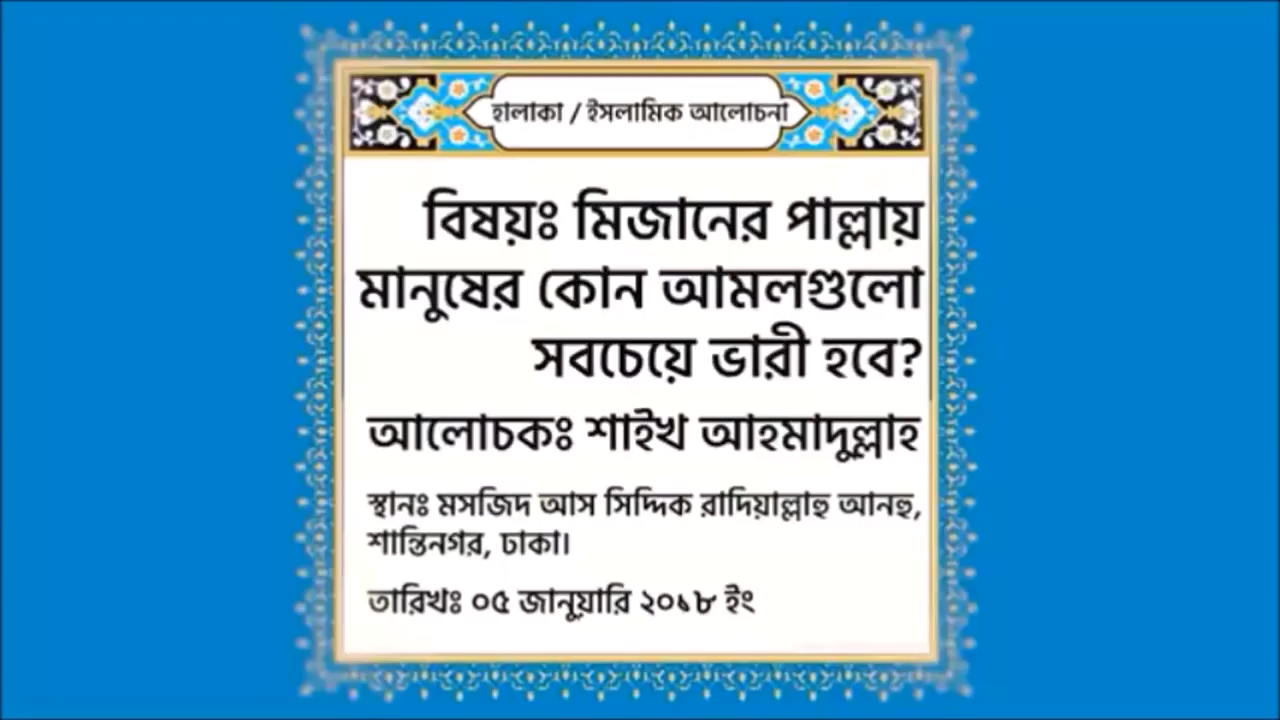 হালাকা / ইসলামিক আলোচনা
বিষয়ঃ মিজানের পাল্লায়
মানুষের কোন আমলগুলো
সবচেয়ে ভারী হবে?
আলোচকঃ শাইখ আহমাদুল্লাহ
স্থানঃ মসজিদ আস সিদ্দিক রাদিয়াল্লাহু আনহু,
শান্তিনগর, ঢাকা।
তারিখঃ ০৫ জানুয়ারি ২০১৮ ইং